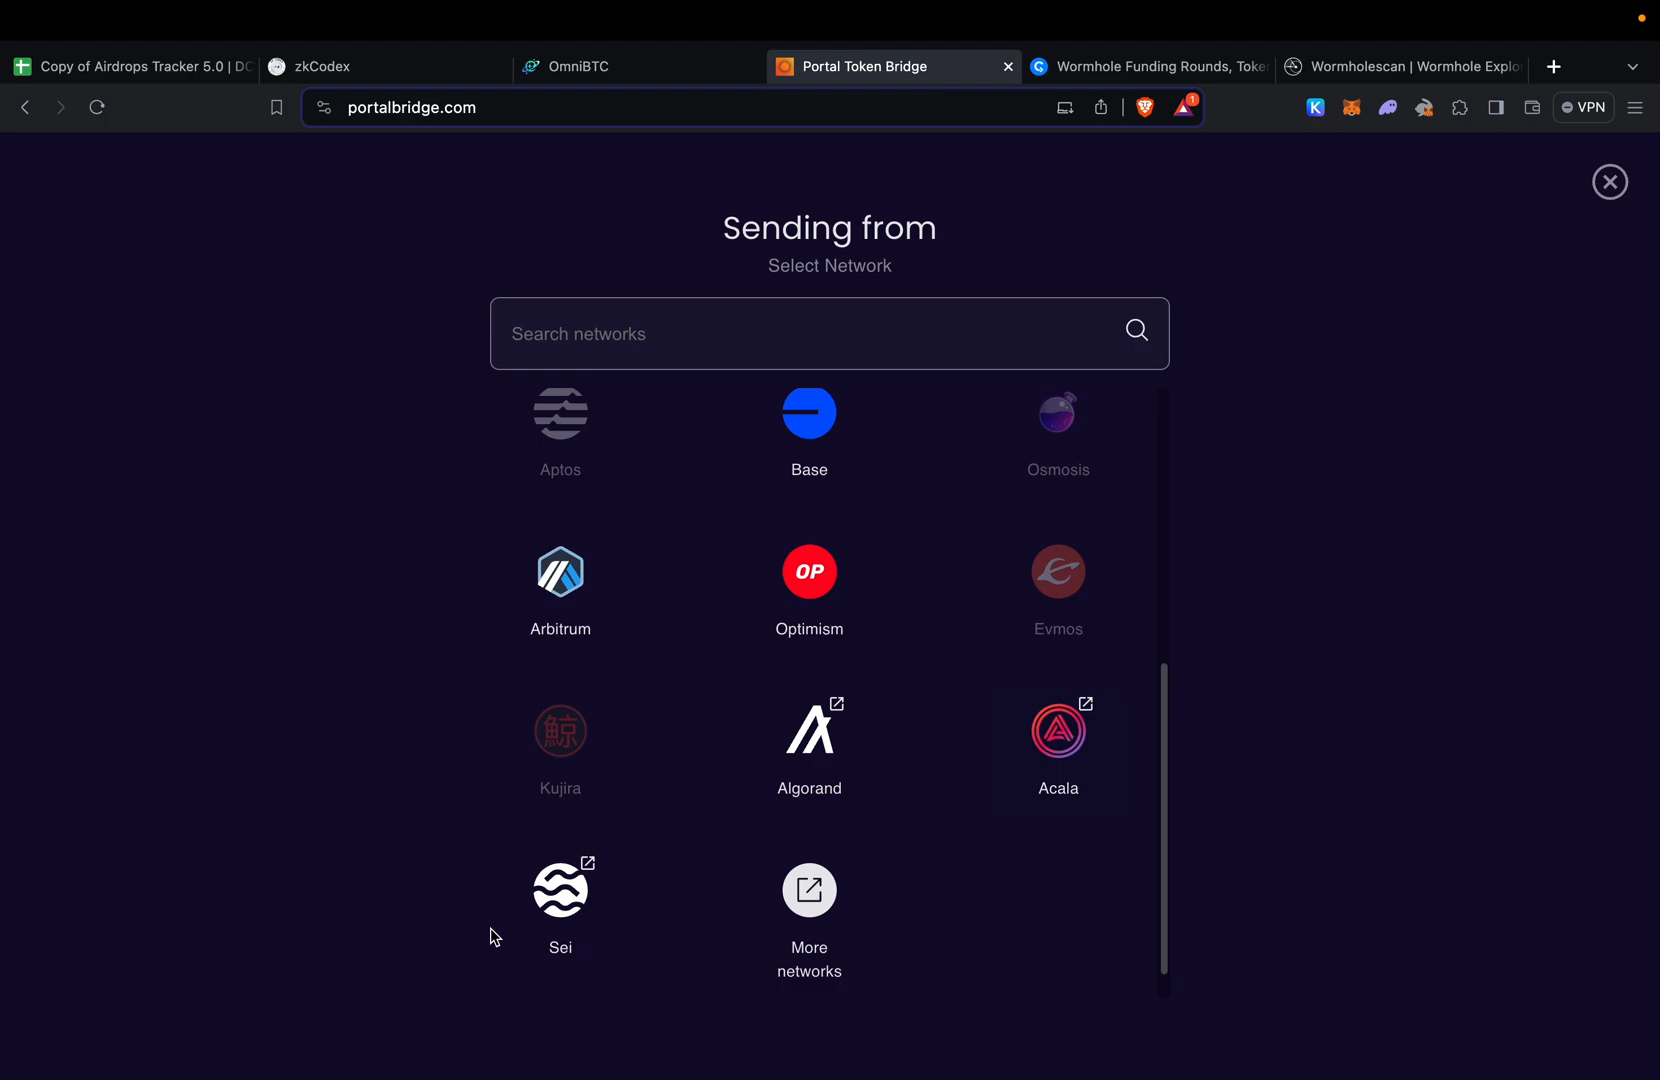 Copy of Airdrops Tracker 5.0 | DC
zkCodex
OmniBTC
Portal Token Bridge
Wormhole Funding Rounds, Toke
Wormholescan | Wormhole Explo
portalbridge.com
1
K
VPN
Sending from
Select Network
Search networks
Aptos
Base
Osmosis
OP
Arbitrum
Optimism
Evmos
鯨
Kujira
Algorand
Acala
Sei
More
networks